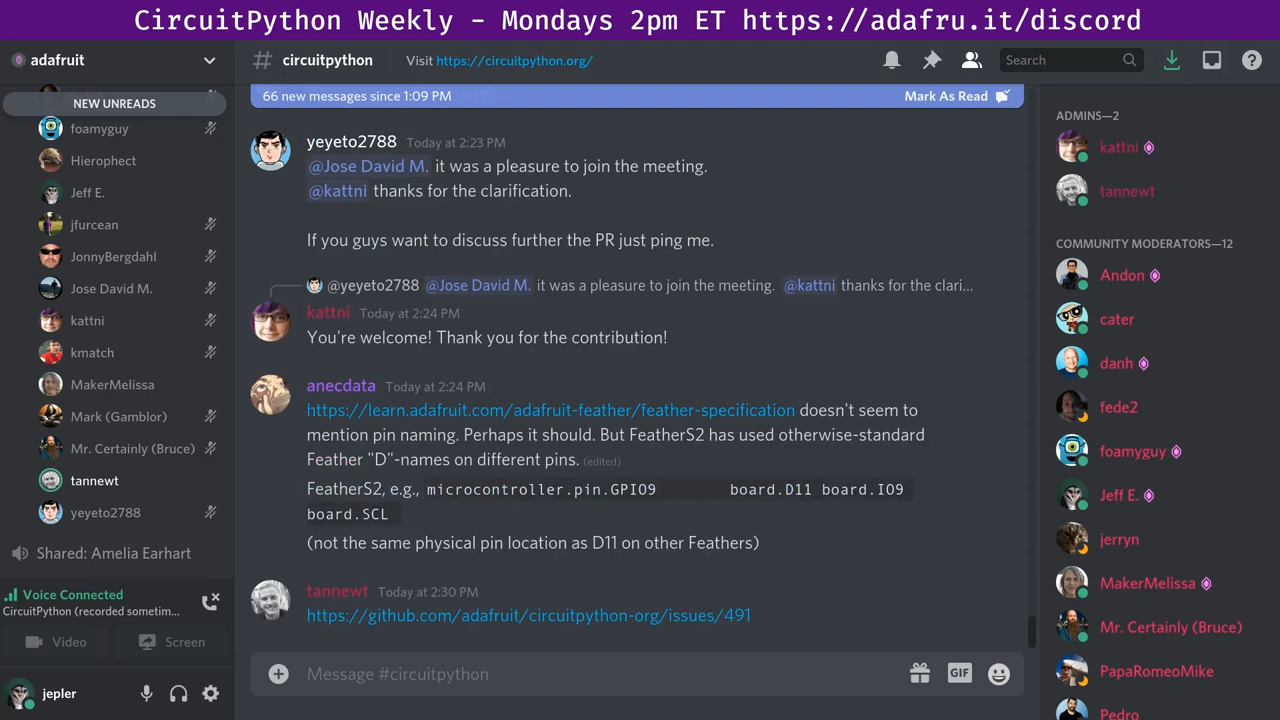 CircuitPython Weekly – Mondays 2pm ET https://adafru.it/discord
adafruit
NEW UNREADS
foamyguy
Hierophect
Jeff E.
jfurcean
JonnyBergdahl
Jose David M.
kattni
kmatch
MakerMelissa
Mark (Gamblor)
Mr. Certainly (Bruce)
tannewt
yeyeto2788
Shared: Amelia Earhart
Voice Connected
CircuitPython (recorded sometim...
Video
Screen
jepler
# circuitpython
Visit https://circuitpython.org/
Search
66 new messages since 1:09 PM
Mark As Read
yeyeto2788 Today at 2:23 PM
@Jose David M. it was a pleasure to join the meeting.
@kattni thanks for the clarification.
If you guys want to discuss further the PR just ping me.
@yeyeto2788 @Jose David M. it was a pleasure to join the meeting. @kattni thanks for the clari...
kattni Today at 2:24 PM
You're welcome! Thank you for the contribution!
anecdata Today at 2:24 PM
https://learn.adafruit.com/adafruit-feather/feather-specification doesn't seem to
mention pin naming. Perhaps it should. But FeatherS2 has used otherwise-standard
Feather "D"-names on different pins. (edited)
FeatherS2, e.g., microcontroller.pin.GPIO9 board.D11 board.IO9
board.SCL
(not the same physical pin location as D11 on other Feathers)
tannewt Today at 2:30 PM
https://github.com/adafruit/circuitpython-org/issues/491
Message #circuitpython
GIF
ADMINS—2
kattni
tannewt
COMMUNITY MODERATORS—12
Andon
cater
danh
fede2
foamyguy
Jeff E.
jerryn
MakerMelissa
Mr. Certainly (Bruce)
PapaRomeoMike
Pedro